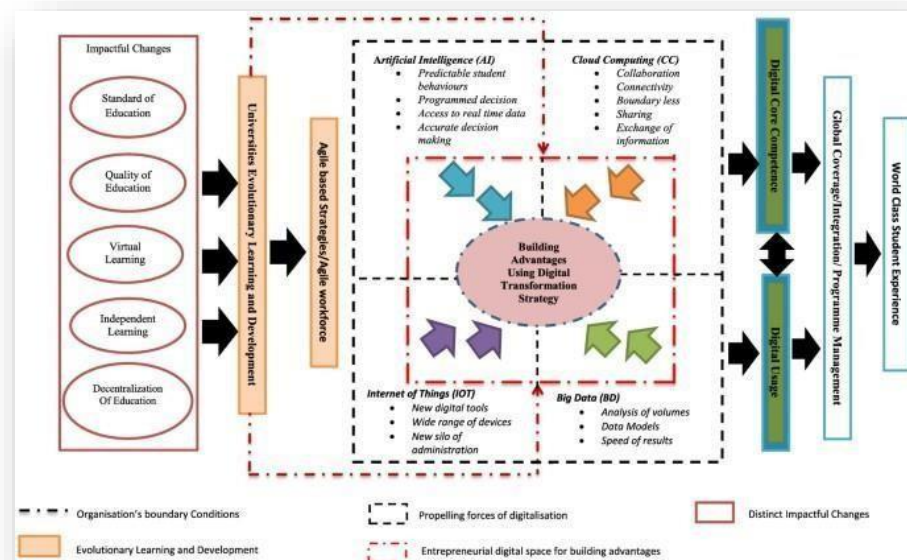 Impactful Changes
Standard of
Education
Quality of
Education
Virtual
Learning
Independent
Learning
Decentralization
Of Education
Universities Evolutionary Learning and Development
Agile based Strategies/Agile workforce
Artificial Intelligence (AI)
• Predictable student
behaviours
• Programmed decision
• Access to real time data
• Accurate decision
making
Cloud Computing (CC)
• Collaboration
• Connectivity
• Boundary less
• Sharing
• Exchange of
information
Building
Advantages
Using Digital
Transformation
Strategy
Internet of Things (IOT)
• New digital tools
• Wide range of devices
• New silo of
administration
Big Data (BD)
• Analysis of volumes
• Data Models
• Speed of results
Digital Core Competence
Digital Usage
Global Coverage/Integration/ Programme Management
World Class Student Experience
Organisation's boundary Conditions
Propelling forces of digitalisation
Distinct Impactful Changes
Evolutionary Learning and Development
Entrepreneurial digital space for building advantages